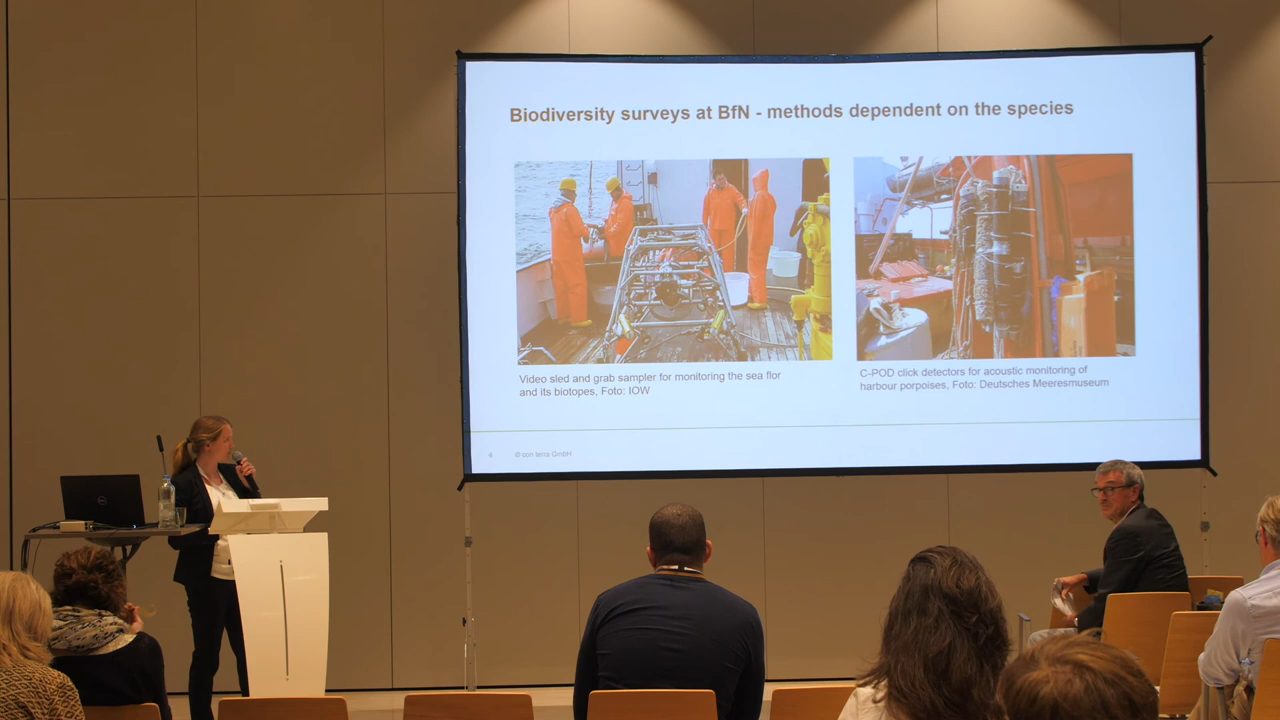 Biodiversity surveys at BfN - methods dependent on the species
Video sled and grab sampler for monitoring the sea flor
and its biotopes, Foto: IOW
C-POD click detectors for acoustic monitoring of
harbour porpoises, Foto: Deutsches Meeresmuseum
4 © con terra GmbH
DELL